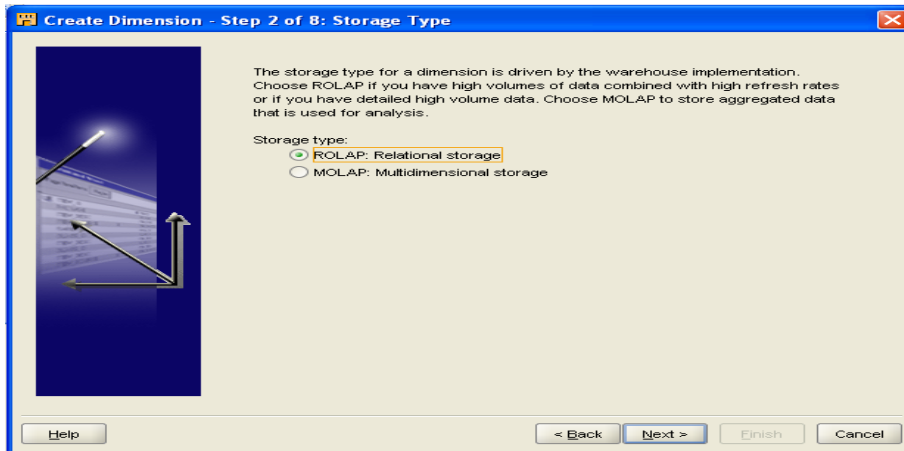 Create Dimension - Step 2 of 8: Storage Type
The storage type for a dimension is driven by the warehouse implementation.
Choose ROLAP if you have high volumes of data combined with high refresh rates
or if you have detailed high volume data. Choose MOLAP to store aggregated data
that is used for analysis.
Storage type:
ROLAP: Relational storage
MOLAP: Multidimensional storage
Help
< Back
Next >
Finish
Cancel